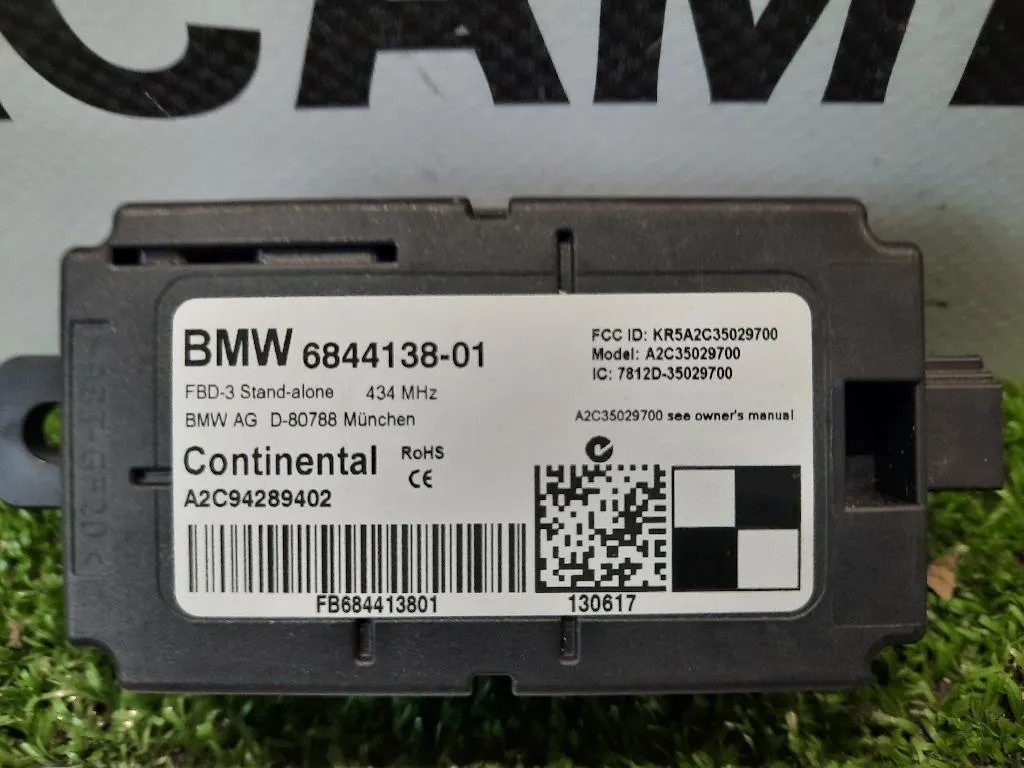 CAM
BMW 6844138-01
FBD-3 Stand-alone 434 MHz
BMW AG D-80788 München
Continental RoHS
CE
A2C94289402
FB684413801
FCC ID: KR5A2C35029700
Model: A2C35029700
IC: 7812D-35029700
A2C35029700 see owner's manual
130617